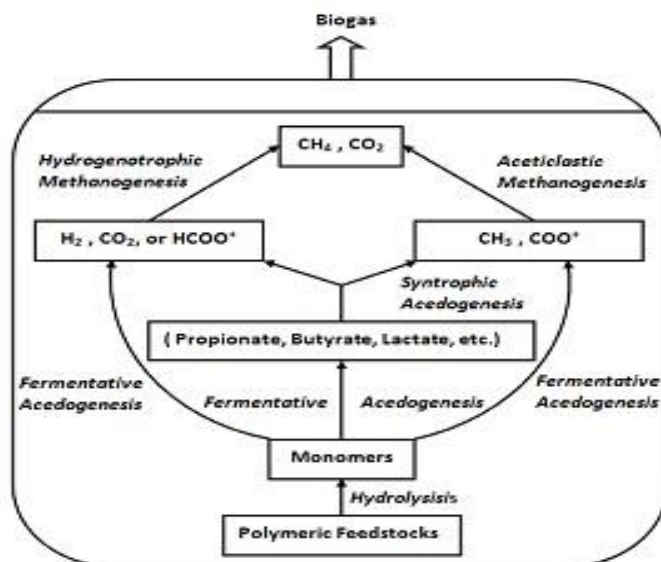 Biogas
CH₄ , CO₂
Hydrogenotrophic
Methanogenesis
Aceticlastic
Methanogenesis
H₂ , CO₂, or HCOO⁺
CH₃ , COO⁺
Syntrophic
Acedogenesis
( Propionate, Butyrate, Lactate, etc.)
Fermentative
Acedogenesis
Fermentative Acedogenesis
Fermentative
Acedogenesis
Monomers
Hydrolysisis
Polymeric Feedstocks